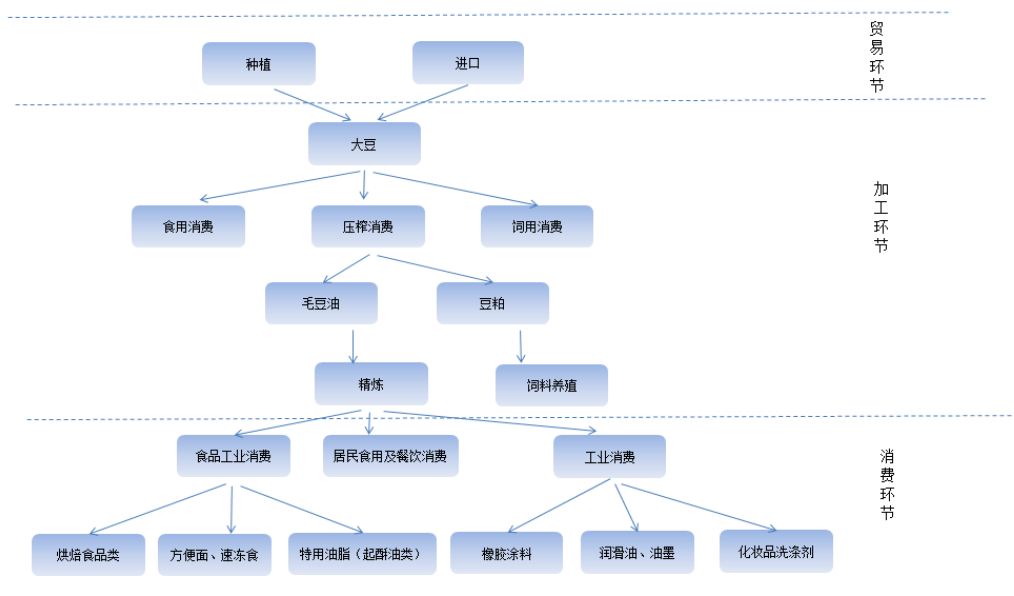 种植
进口
贸易环节
大豆
食用消费
压榨消费
饲用消费
加工环节
毛豆油
豆粕
精炼
饲料养殖
食品工业消费
居民食用及餐饮消费
工业消费
消费环节
烘焙食品类
方便面、速冻食
特用油脂（起酥油类）
橡胶涂料
润滑油、油墨
化妆品洗涤剂